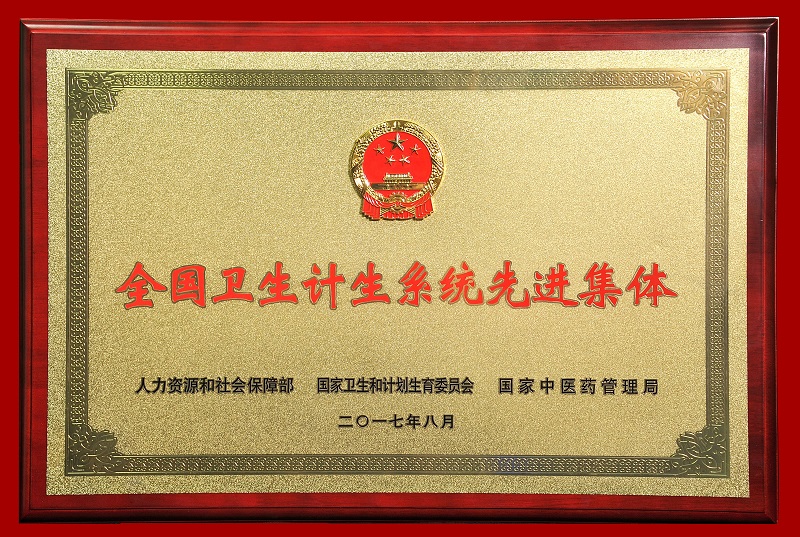 全国卫生计生系统先进集体
人力资源和社会保障部 国家卫生和计划生育委员会 国家中医药管理局
二〇一七年八月